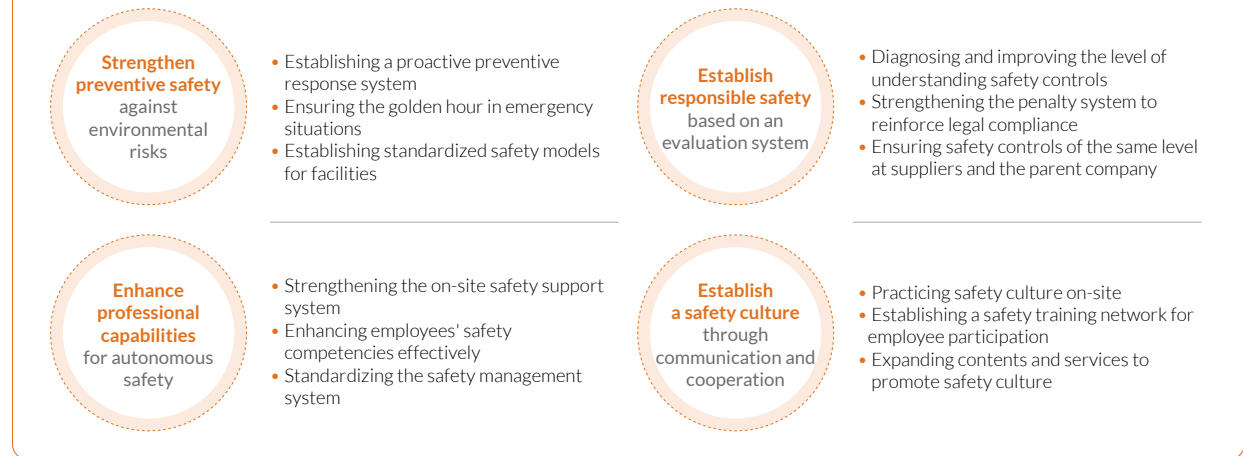 Strengthen
preventive safety
against
environmental
risks
• Establishing a proactive preventive
response system
• Ensuring the golden hour in emergency
situations
• Establishing standardized safety models
for facilities
Establish
responsible safety
based on an
evaluation system
• Diagnosing and improving the level of
understanding safety controls
• Strengthening the penalty system to
reinforce legal compliance
• Ensuring safety controls of the same level
at suppliers and the parent company
Enhance
professional
capabilities
for autonomous
safety
• Strengthening the on-site safety support
system
• Enhancing employees' safety
competencies effectively
• Standardizing the safety management
system
Establish
a safety culture
through
communication and
cooperation
• Practicing safety culture on-site
• Establishing a safety training network for
employee participation
• Expanding contents and services to
promote safety culture